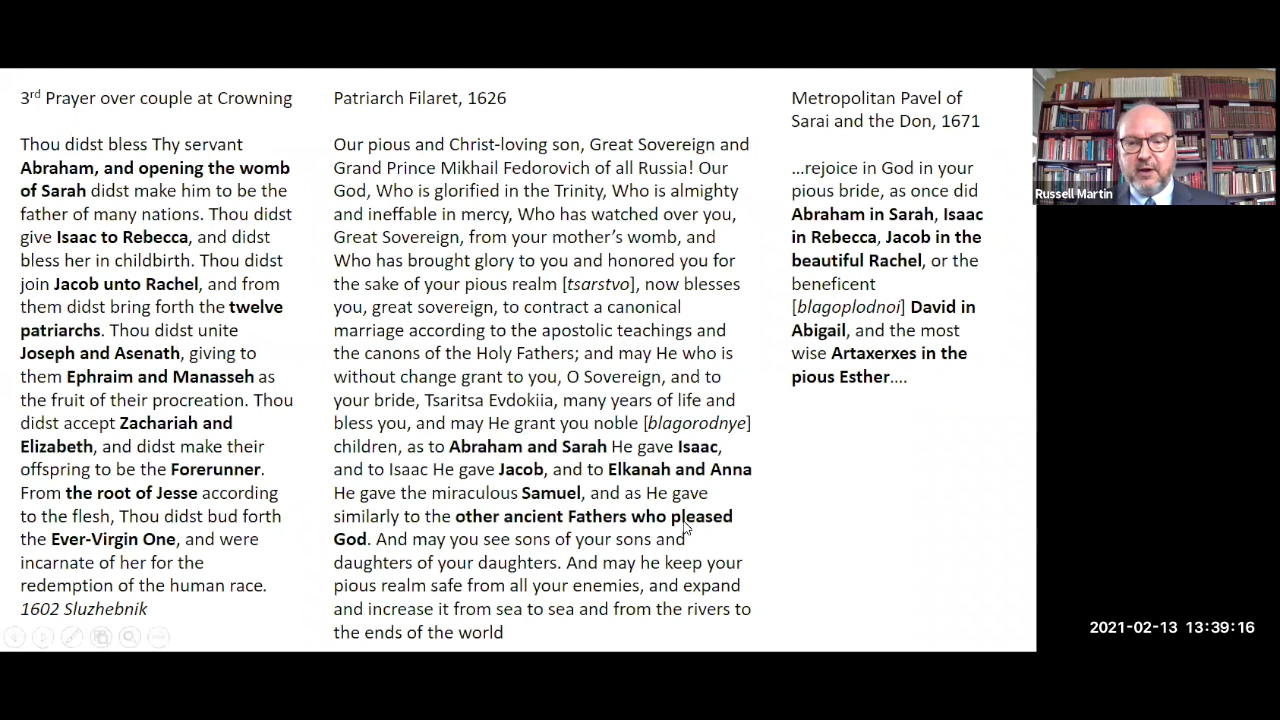 3rd Prayer over couple at Crowning
Thou didst bless Thy servant
Abraham, and opening the womb
of Sarah didst make him to be the
father of many nations. Thou didst
give Isaac to Rebecca, and didst
bless her in childbirth. Thou didst
join Jacob unto Rachel, and from
them didst bring forth the twelve
patriarchs. Thou didst unite
Joseph and Asenath, giving to
them Ephraim and Manasseh as
the fruit of their procreation. Thou
didst accept Zachariah and
Elizabeth, and didst make their
offspring to be the Forerunner.
From the root of Jesse according
to the flesh, Thou didst bud forth
the Ever-Virgin One, and were
incarnate of her for the
redemption of the human race.
1602 Sluzhebnik
Patriarch Filaret, 1626
Our pious and Christ-loving son, Great Sovereign and
Grand Prince Mikhail Fedorovich of all Russia! Our
God, Who is glorified in the Trinity, Who is almighty
and ineffable in mercy, Who has watched over you,
Great Sovereign, from your mother's womb, and
Who has brought glory to you and honored you for
the sake of your pious realm [tsarstvo], now blesses
you, great sovereign, to contract a canonical
marriage according to the apostolic teachings and
the canons of the Holy Fathers; and may He who is
without change grant to you, O Sovereign, and to
your bride, Tsaritsa Evdokiia, many years of life and
bless you, and may He grant you noble [blagorodnye]
children, as to Abraham and Sarah He gave Isaac,
and to Isaac He gave Jacob, and to Elkanah and Anna
He gave the miraculous Samuel, and as He gave
similarly to the other ancient Fathers who pleased
God. And may you see sons of your sons and
daughters of your daughters. And may he keep your
pious realm safe from all your enemies, and expand
and increase it from sea to sea and from the rivers to
the ends of the world
Metropolitan Pavel of
Sarai and the Don, 1671
...rejoice in God in your
pious bride, as once did
Abraham in Sarah, Isaac
in Rebecca, Jacob in the
beautiful Rachel, or the
beneficent
[blagoplodnoi] David in
Abigail, and the most
wise Artaxerxes in the
pious Esther....
Russell Martin
2021-02-13 13:39:16